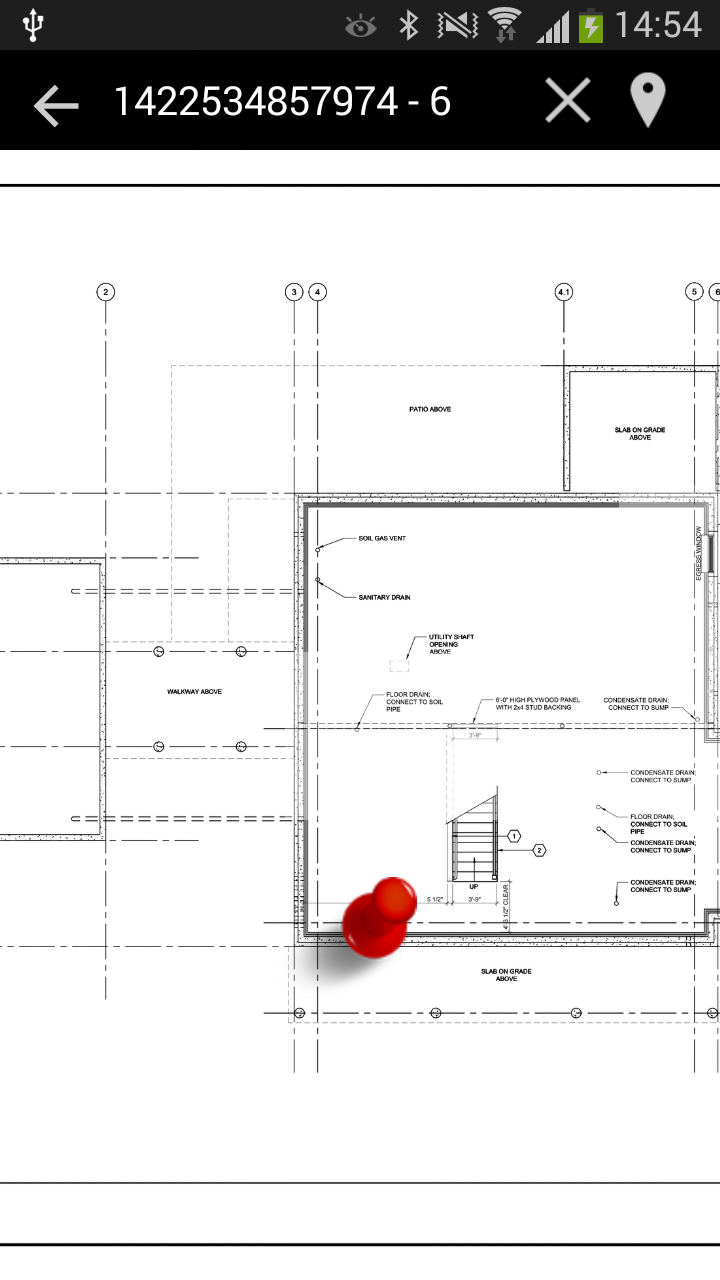 14:54
1422534857974 - 6
2
3
4
4.1
5
6
PATIO ABOVE
SLAB ON GRADE
ABOVE
SOIL GAS VENT
EGRESS WINDOW
SANITARY DRAIN
UTILITY SHAFT
OPENING
ABOVE
WALKWAY ABOVE
FLOOR DRAIN;
CONNECT TO SOIL
PIPE
6'-0" HIGH PLYWOOD PANEL
WITH 2x4 STUD BACKING
CONDENSATE DRAIN;
CONNECT TO SUMP
3'-9"
CONDENSATE DRAIN;
CONNECT TO SUMP
FLOOR DRAIN;
CONNECT TO SOIL
PIPE
CONDENSATE DRAIN;
CONNECT TO SUMP
1
2
UP
CONDENSATE DRAIN;
CONNECT TO SUMP
5 1/2"
3'-9"
4'-3 1/2" CLEAR
SLAB ON GRADE
ABOVE